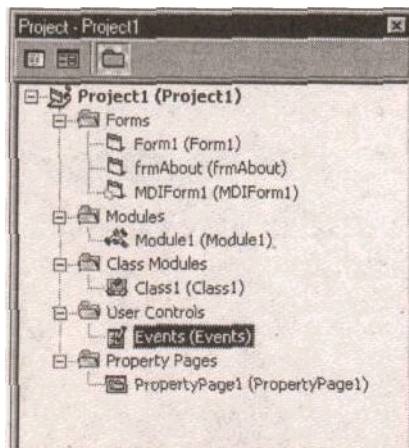 Project - Project1
Project1 (Project1)
Forms
Form1 (Form1)
frmAbout (frmAbout)
MDIForm1 (MDIForm1)
Modules
Module1 (Module1)
Class Modules
Class1 (Class1)
User Controls
Events (Events)
Property Pages
PropertyPage1 (PropertyPage1)